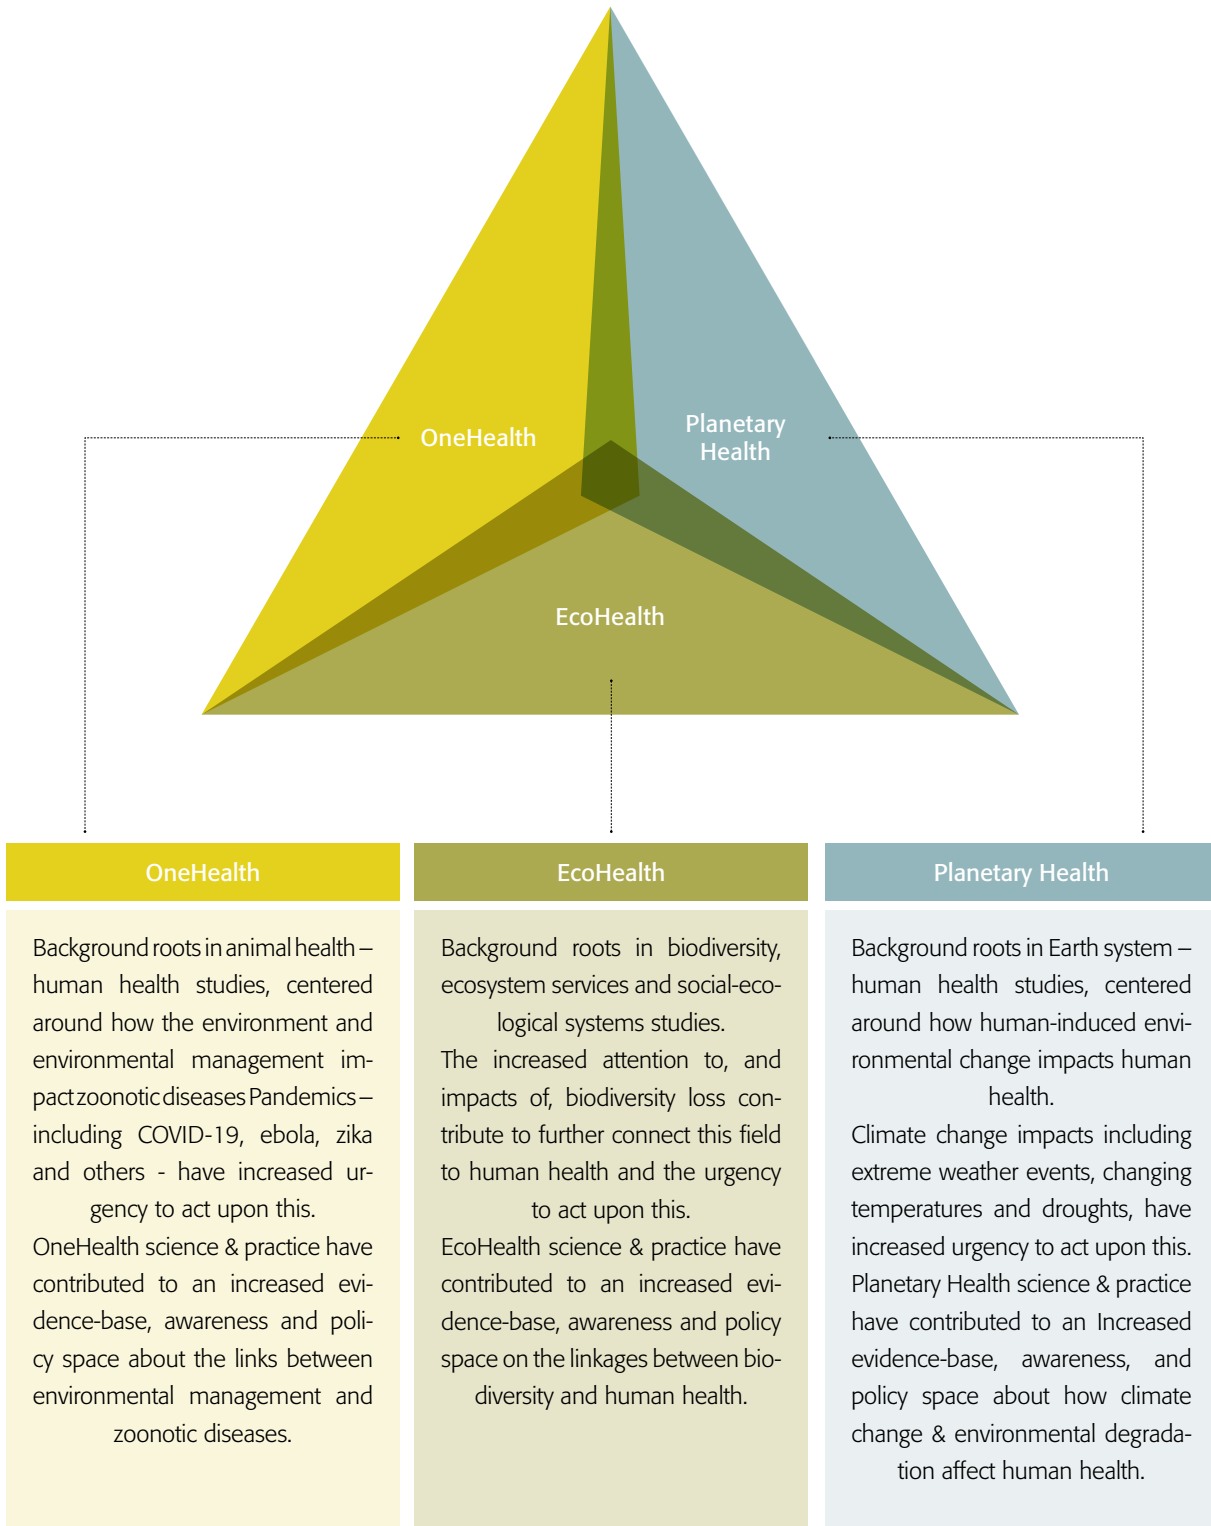 OneHealth
Planetary
Health
EcoHealth
OneHealth
Background roots in animal health –
human health studies, centered
around how the environment and
environmental management im-
pact zoonotic diseases Pandemics –
including COVID-19, ebola, zika
and others - have increased ur-
gency to act upon this.
OneHealth science & practice have
contributed to an increased evi-
dence-base, awareness and poli-
cy space about the links between
environmental management and
zoonotic diseases.
EcoHealth
Background roots in biodiversity,
ecosystem services and social-eco-
logical systems studies.
The increased attention to, and
impacts of, biodiversity loss con-
tribute to further connect this field
to human health and the urgency
to act upon this.
EcoHealth science & practice have
contributed to an increased evi-
dence-base, awareness and policy
space on the linkages between bio-
diversity and human health.
Planetary Health
Background roots in Earth system –
human health studies, centered
around how human-induced envi-
ronmental change impacts human
health.
Climate change impacts including
extreme weather events, changing
temperatures and droughts, have
increased urgency to act upon this.
Planetary Health science & practice
have contributed to an Increased
evidence-base, awareness, and
policy space about how climate
change & environmental degrada-
tion affect human health.